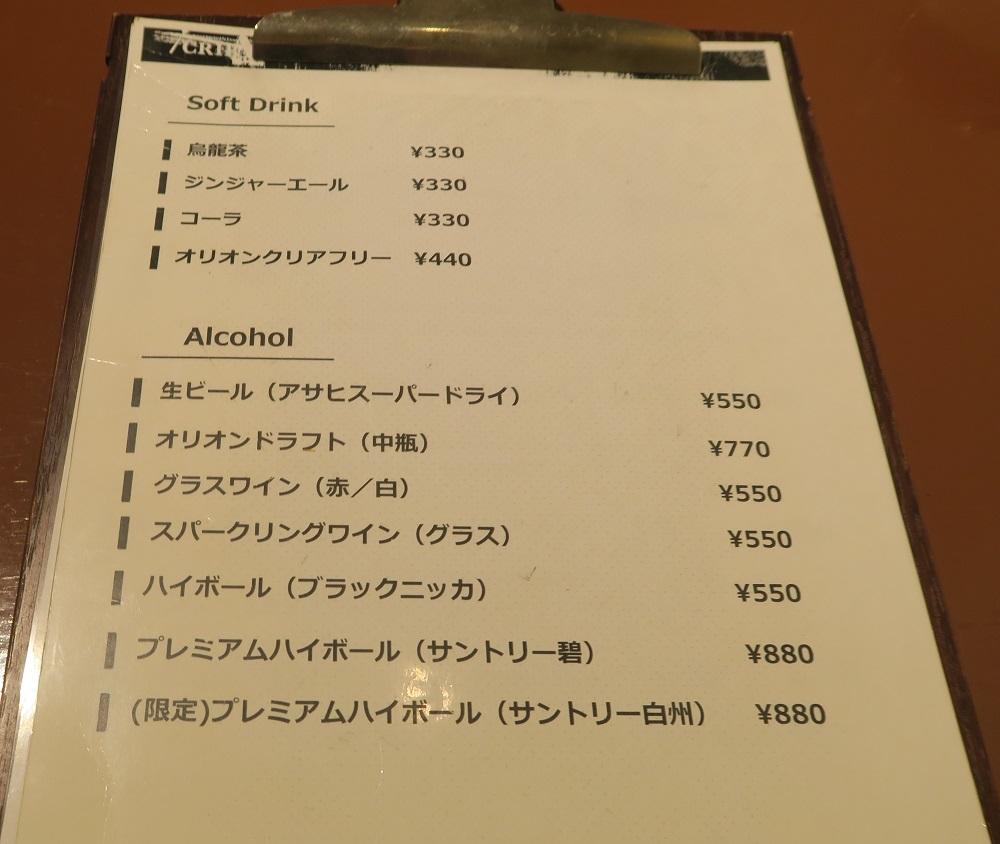 Soft Drink
烏龍茶 ¥330
ジンジャーエール ¥330
コーラ ¥330
オリオンクリアフリー ¥440
Alcohol
生ビール（アサヒスーパードライ） ¥550
オリオンドラフト（中瓶） ¥770
グラスワイン（赤／白） ¥550
スパークリングワイン（グラス） ¥550
ハイボール（ブラックニッカ） ¥550
プレミアムハイボール（サントリー碧） ¥880
(限定)プレミアムハイボール（サントリー白州） ¥880